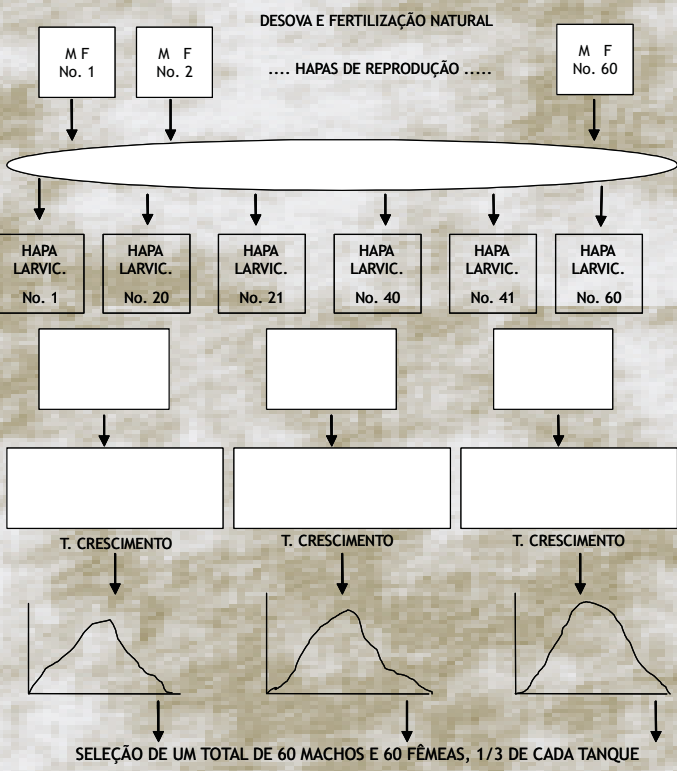 DESOVA E FERTILIZAÇÃO NATURAL
M F
No. 1
M F
No. 2
.... HAPAS DE REPRODUÇÃO .....
M F
No. 60
HAPA
LARVIC.
No. 1
HAPA
LARVIC.
No. 20
HAPA
LARVIC.
No. 21
HAPA
LARVIC.
No. 40
HAPA
LARVIC.
No. 41
HAPA
LARVIC.
No. 60
T. CRESCIMENTO
T. CRESCIMENTO
T. CRESCIMENTO
SELEÇÃO DE UM TOTAL DE 60 MACHOS E 60 FÊMEAS, 1/3 DE CADA TANQUE